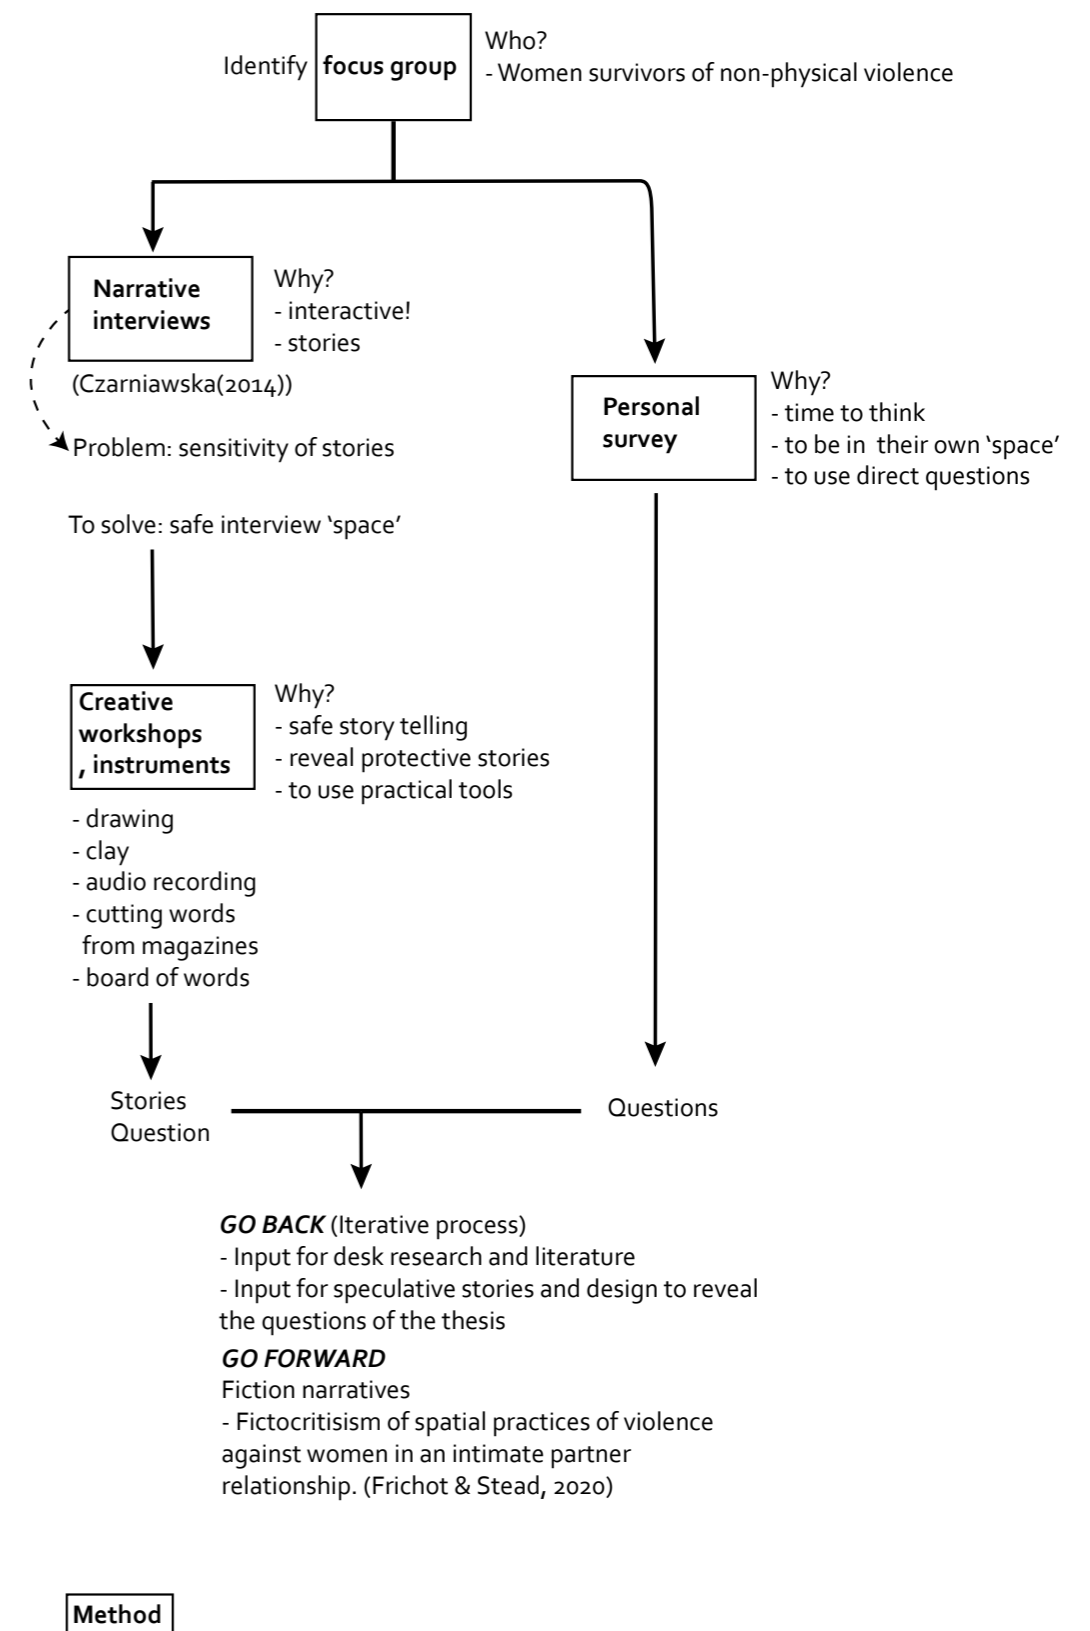 Identify focus group
Who?
- Women survivors of non-physical violence
Narrative
interviews
Why?
- interactive!
- stories
(Czarniawska(2014))
Problem: sensitivity of stories
To solve: safe interview ‘space’
Personal
survey
Why?
- time to think
- to be in  their own ‘space’
- to use direct questions
Creative
workshops
, instruments
Why?
- safe story telling
- reveal protective stories
- to use practical tools
- drawing
- clay
- audio recording
- cutting words
from magazines
- board of words
Stories
Question
Questions
GO BACK (Iterative process)
- Input for desk research and literature
- Input for speculative stories and design to reveal
the questions of the thesis
GO FORWARD
Fiction narratives
- Fictocritisism of spatial practices of violence
against women in an intimate partner
relationship. (Frichot & Stead, 2020)
Method